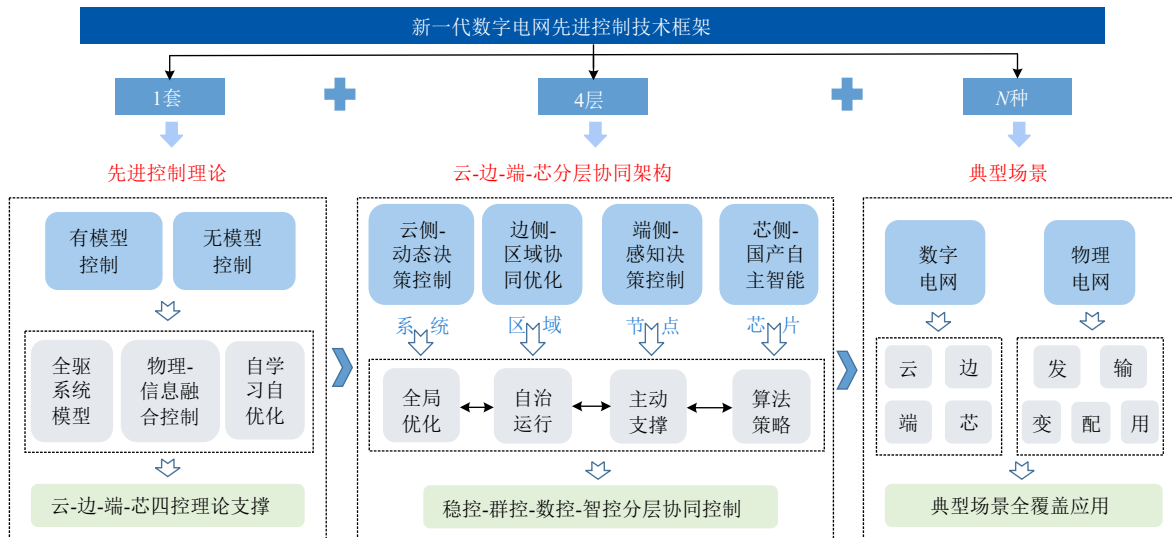 新一代数字电网先进控制技术框架
1套
4层
N种
先进控制理论
云-边-端-芯分层协同架构
典型场景
有模型
控制
无模型
控制
全驱
系统
模型
物理-
信息融
合控制
自学
习自
优化
云-边-端-芯四控理论支撑
云侧-
动态决
策控制
边侧-
区域协
同优化
端侧-
感知决
策控制
芯侧-
国产自
主智能
系统
区域
节点
芯片
全局
优化
自治
运行
主动
支撑
算法
策略
稳控-群控-数控-智控分层协同控制
数字
电网
物理
电网
云
边
端
芯
发
输
变
配
用
典型场景全覆盖应用